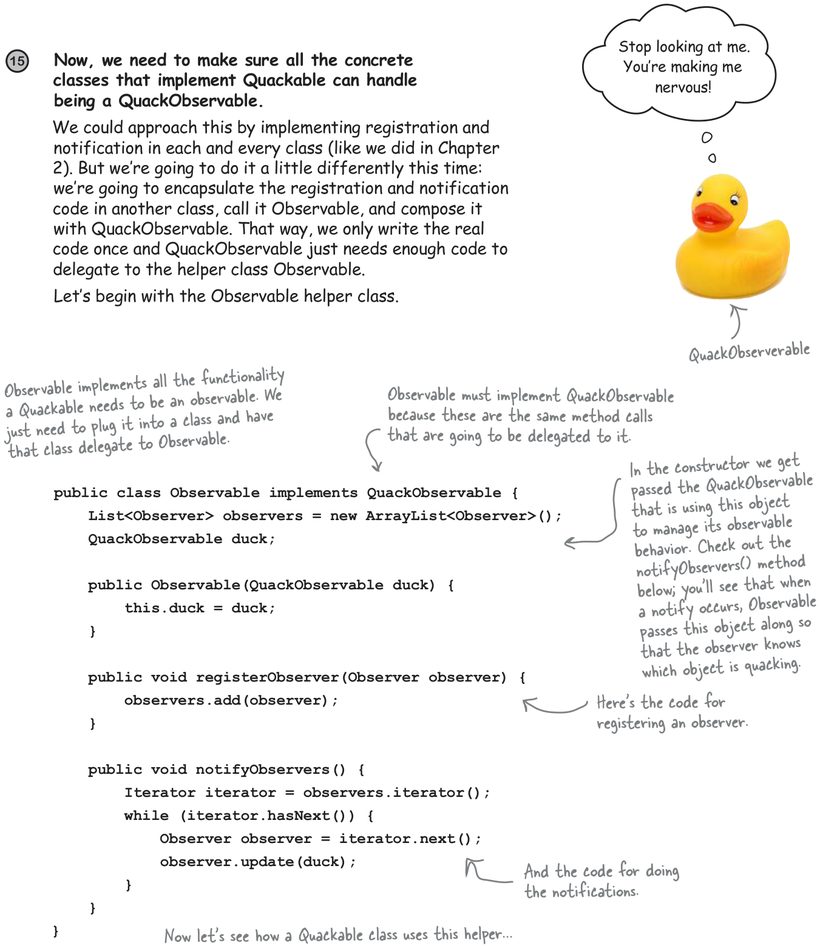 15
Now, we need to make sure all the concrete
classes that implement Quackable can handle
being a QuackObservable.
We could approach this by implementing registration and
notification in each and every class (like we did in Chapter
2). But we're going to do it a little differently this time:
we're going to encapsulate the registration and notification
code in another class, call it Observable, and compose it
with QuackObservable. That way, we only write the real
code once and QuackObservable just needs enough code to
delegate to the helper class Observable.
Let's begin with the Observable helper class.
Stop looking at me.
You're making me
nervous!
QuackObserverable
Observable implements all the functionality
a Quackable needs to be an observable. We
just need to plug it into a class and have
that class delegate to Observable.
Observable must implement QuackObservable
because these are the same method calls
that are going to be delegated to it.
public class Observable implements QuackObservable {
List<Observer> observers = new ArrayList<Observer>();
QuackObservable duck;
public Observable(QuackObservable duck) {
this.duck = duck;
}
public void registerObserver(Observer observer) {
observers.add(observer);
}
public void notifyObservers() {
Iterator iterator = observers.iterator();
while (iterator.hasNext()) {
Observer observer = iterator.next();
observer.update(duck);
}
}
}
In the constructor we get
passed the QuackObservable
that is using this object
to manage its observable
behavior. Check out the
notifyObservers() method
below; you'll see that when
a notify occurs, Observable
passes this object along so
that the observer knows
which object is quacking.
Here's the code for
registering an observer.
And the code for doing
the notifications.
Now let's see how a Quackable class uses this helper...